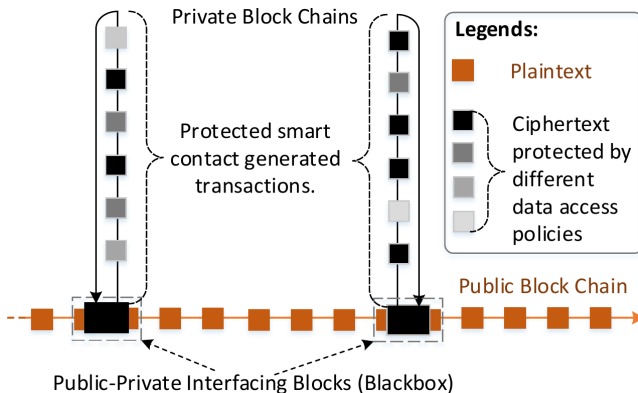 Private Block Chains
Protected smart
contact generated
transactions.
Legends:
Plaintext
Ciphertext
protected by
different
data access
policies
Public Block Chain
Public-Private Interfacing Blocks (Blackbox)